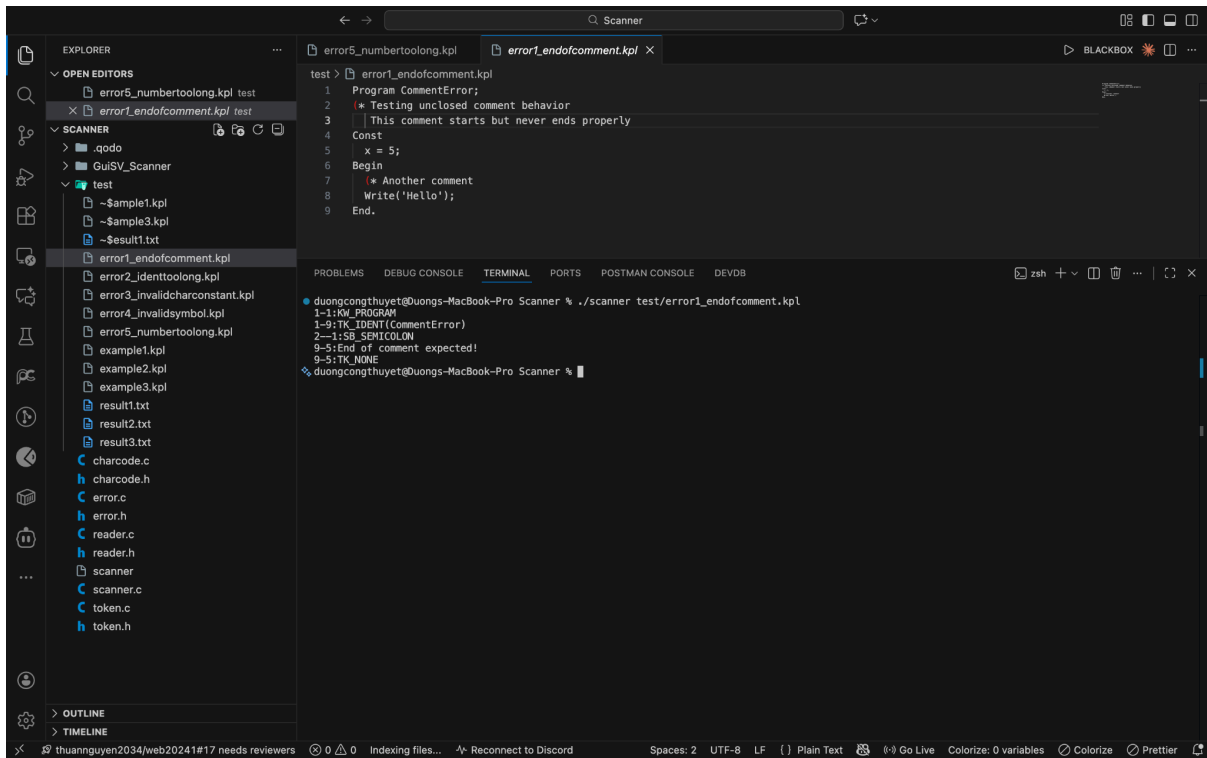 Scanner
EXPLORER
OPEN EDITORS
error5_numbertoolong.kpl test
error1_endofcomment.kpl test
SCANNER
.qodo
GuiSV_Scanner
test
~$ample1.kpl
~$ample3.kpl
~$esult1.txt
error1_endofcomment.kpl
error2_identtoolong.kpl
error3_invalidcharconstant.kpl
error4_invalidsymbol.kpl
error5_numbertoolong.kpl
example1.kpl
example2.kpl
example3.kpl
result1.txt
result2.txt
result3.txt
C charcode.c
h charcode.h
C error.c
h error.h
C reader.c
h reader.h
scanner
C scanner.c
C token.c
h token.h
OUTLINE
TIMELINE
error5_numbertoolong.kpl error1_endofcomment.kpl BLACKBOX
test > error1_endofcomment.kpl
1 Program CommentError;
2 (* Testing unclosed comment behavior
3 This comment starts but never ends properly
4 Const
5 x = 5;
6 Begin
7 (* Another comment
8 Write('Hello');
9 End.
PROBLEMS DEBUG CONSOLE TERMINAL PORTS POSTMAN CONSOLE DEVDB zsh
duongcongthuyet@Duongs-MacBook-Pro Scanner % ./scanner test/error1_endofcomment.kpl
1-1:KW_PROGRAM
1-9:TK_IDENT(CommentError)
2--1:SB_SEMICOLON
9-5:End of comment expected!
9-5:TK_NONE
duongcongthuyet@Duongs-MacBook-Pro Scanner %
thuannguyen2034/web20241#17 needs reviewers 0 0 Indexing files... Reconnect to Discord Spaces: 2 UTF-8 LF {} Plain Text Go Live Colorize: 0 variables Colorize Prettier